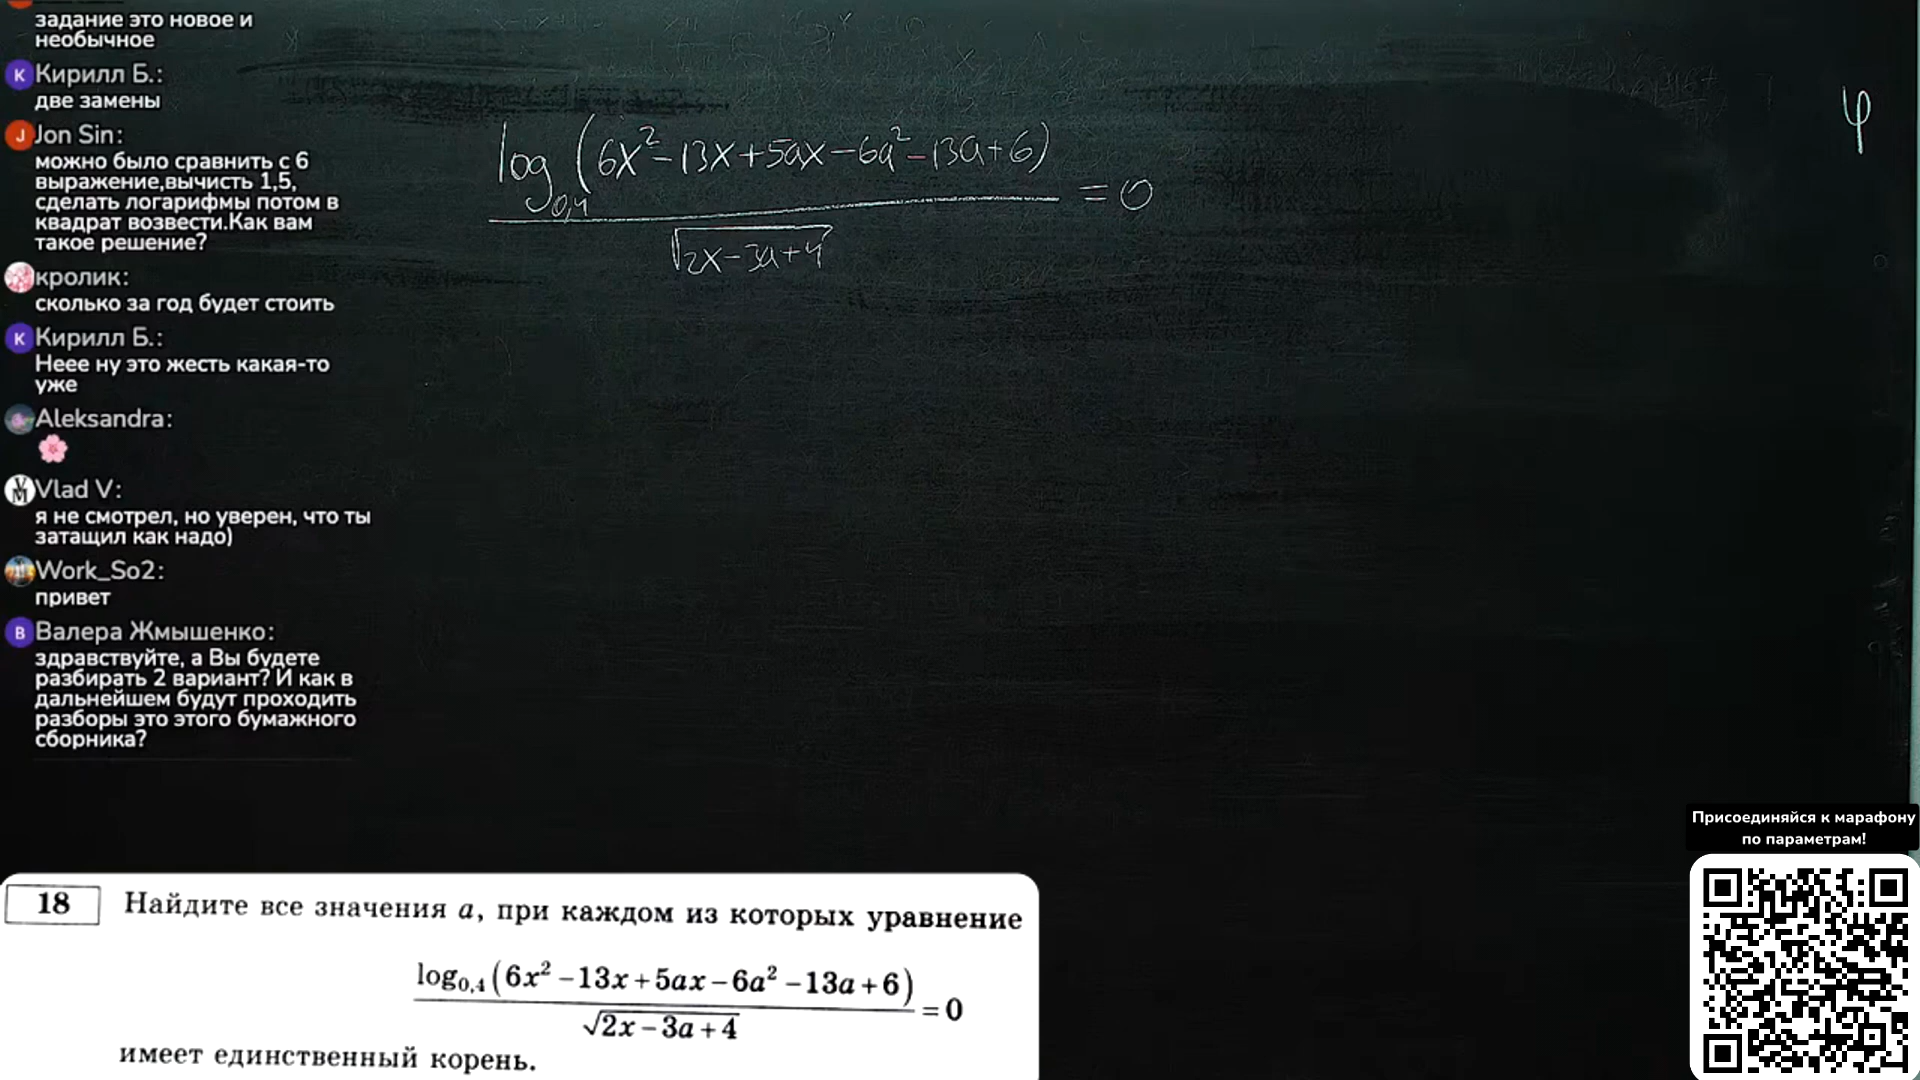 задание это новое и
необычное
К Кирилл Б.:
две замены
J Jon Sin:
можно было сравнить с 6
выражение,вычисть 1,5,
сделать логарифмы потом в
квадрат возвести.Как вам
такое решение?
кролик:
сколько за год будет стоить
К Кирилл Б.:
Неее ну это жесть какая-то
уже
Aleksandra:
🌸
Vlad V:
я не смотрел, но уверен, что ты
затащил как надо)
Work_So2:
привет
В Валера Жмышенко:
здравствуйте, а Вы будете
разбирать 2 вариант? И как в
дальнейшем будут проходить
разборы это этого бумажного
сборника?
log₀,₄(6x²-13x+5ax-6a²-13a+6)
=0
√2x-3a+4
φ
18 Найдите все значения a, при каждом из которых уравнение
log₀,₄(6x²-13x+5ax-6a²-13a+6)
=0
√2x-3a+4
имеет единственный корень.
Присоединяйся к марафону
по параметрам!